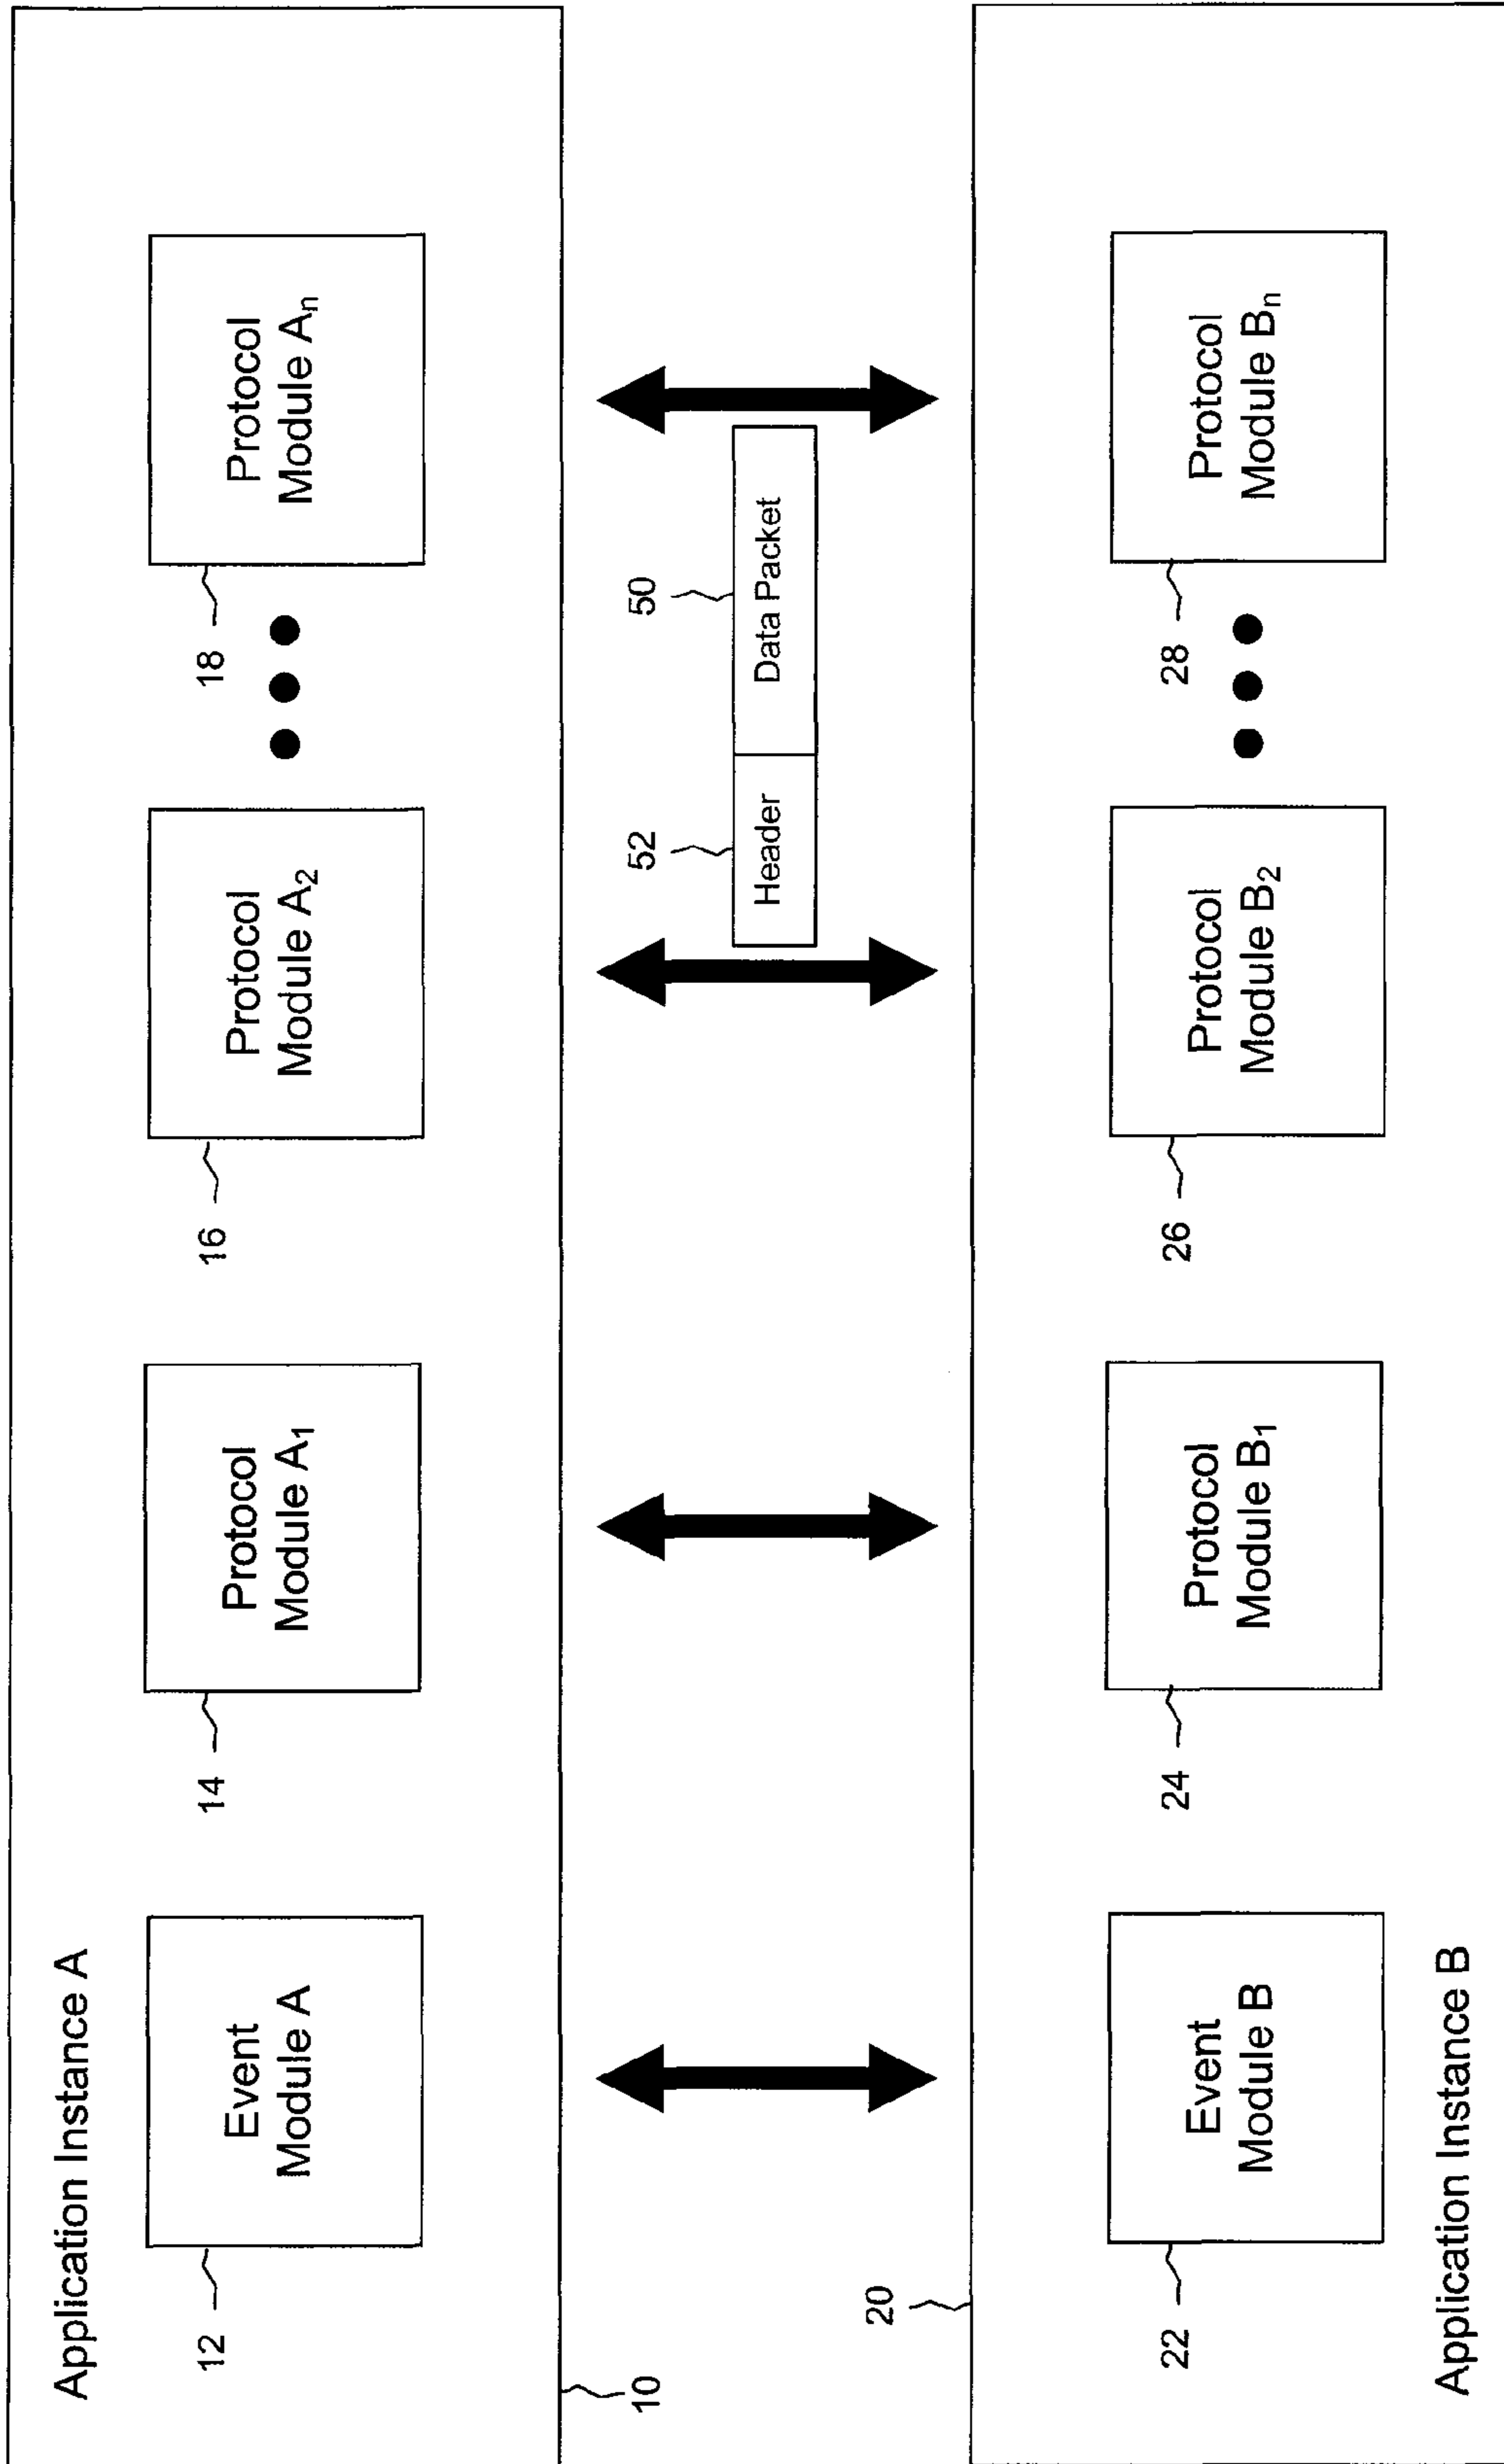 Application Instance A
Event
Module A
12
Protocol
Module A₁
14
Protocol
Module A₂
16
Protocol
Module Aₙ
18
10
52
50
Header
Data Packet
20
Event
Module B
22
Protocol
Module B₁
24
Protocol
Module B₂
26
Protocol
Module Bₙ
28
Application Instance B